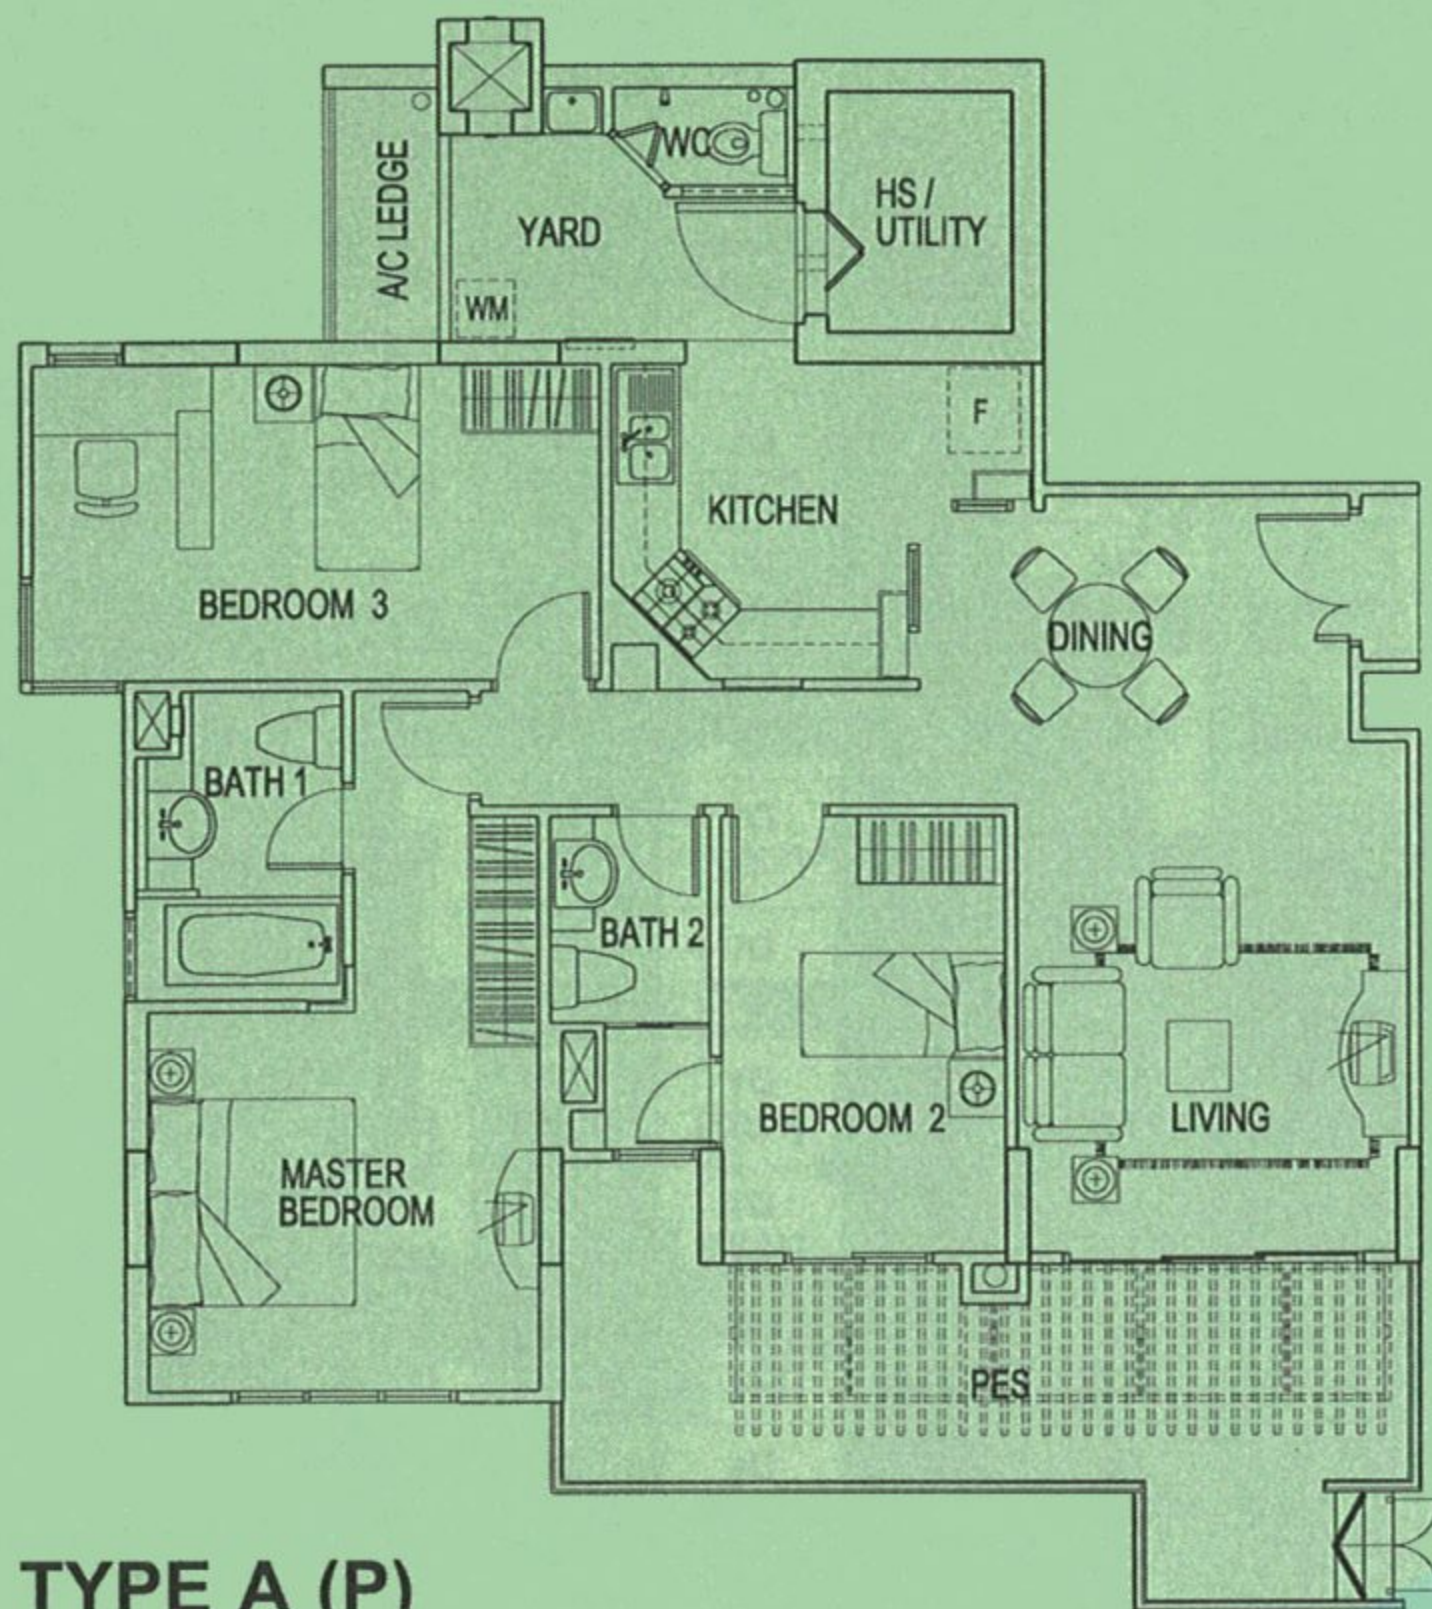 A/C LEDGE
WC
HS /
UTILITY
YARD
WM
F
KITCHEN
BEDROOM 3
DINING
BATH 1
BATH 2
BEDROOM 2
LIVING
MASTER
BEDROOM
PES
TYPE A (P)